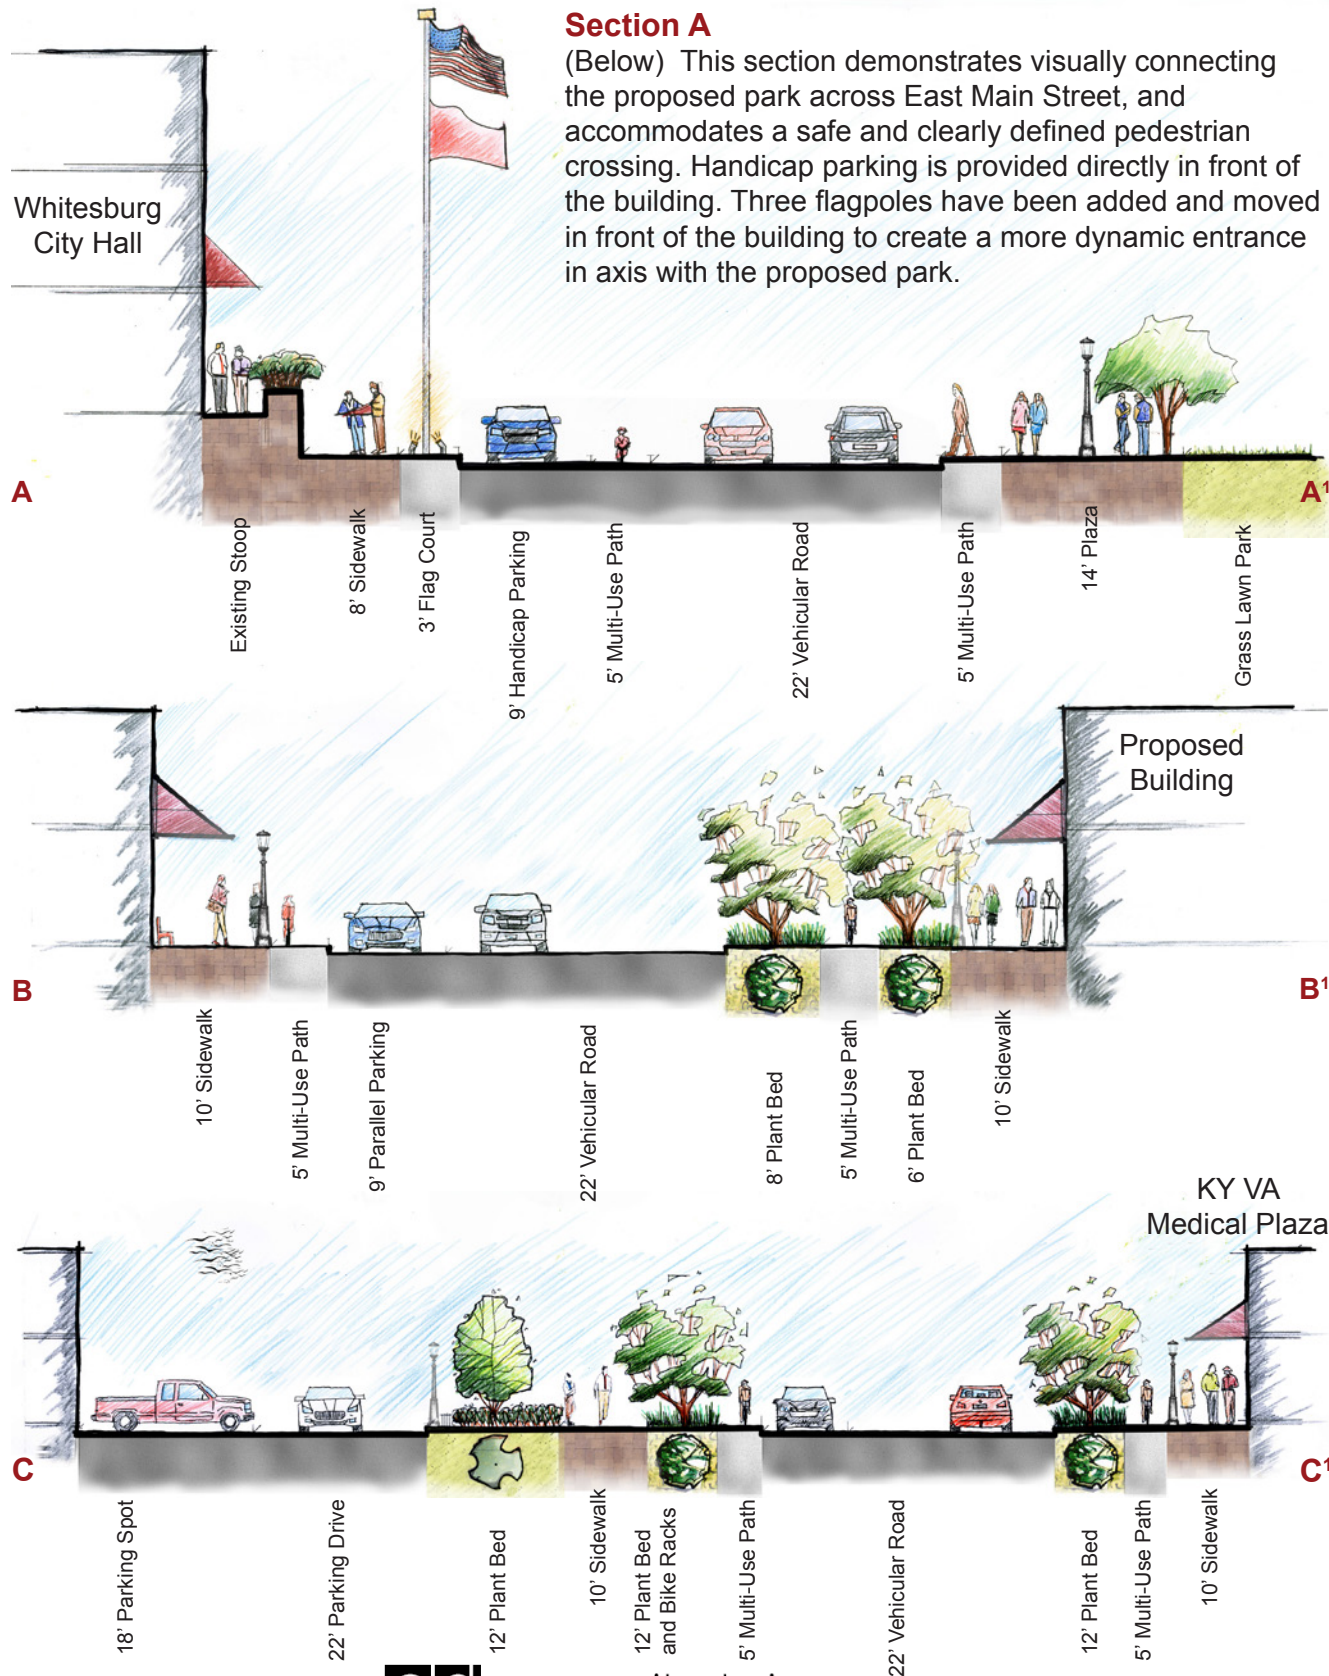 Section A
(Below)  This section demonstrates visually connecting
the proposed park across East Main Street, and
accommodates a safe and clearly defined pedestrian
crossing. Handicap parking is provided directly in front of
the building. Three flagpoles have been added and moved
in front of the building to create a more dynamic entrance
in axis with the proposed park.
Whitesburg
City Hall
A
A¹
Existing Stoop
8’ Sidewalk
3’ Flag Court
9’ Handicap Parking
5’ Multi-Use Path
22’ Vehicular Road
5’ Multi-Use Path
14’ Plaza
Grass Lawn Park
Proposed
Building
B
B¹
10’ Sidewalk
5’ Multi-Use Path
9’ Parallel Parking
22’ Vehicular Road
8’ Plant Bed
5’ Multi-Use Path
6’ Plant Bed
10’ Sidewalk
KY VA
Medical Plaza
C
C¹
18’ Parking Spot
22’ Parking Drive
12’ Plant Bed
10’ Sidewalk
12’ Plant Bed
and Bike Racks
5’ Multi-Use Path
22’ Vehicular Road
12’ Plant Bed
5’ Multi-Use Path
10’ Sidewalk